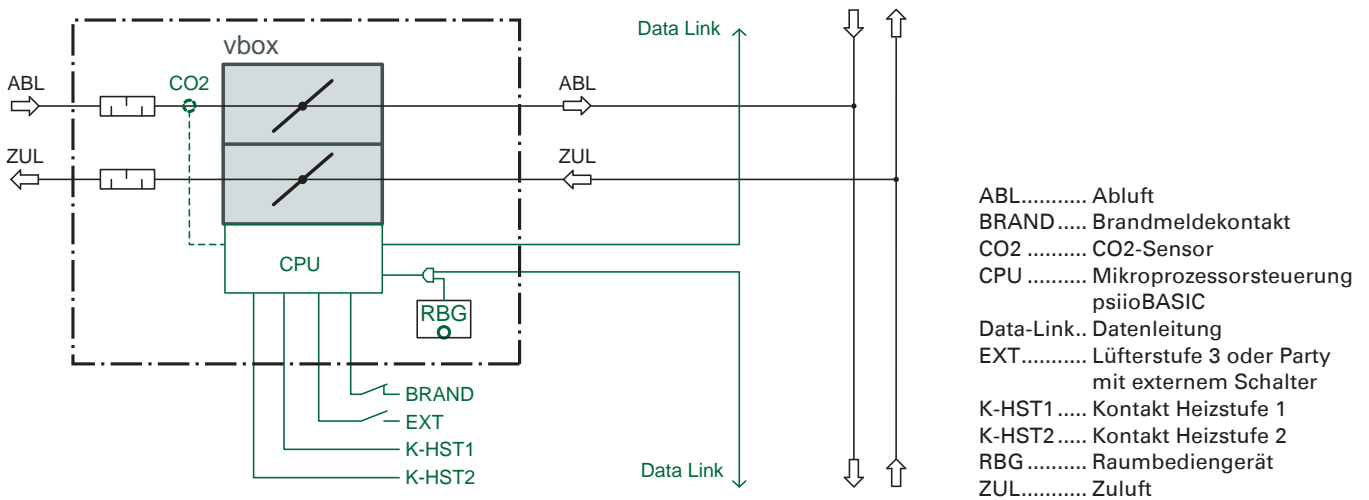 Data Link
vbox
ABL
CO2
ABL
ZUL
ZUL
CPU
RBG
BRAND
EXT
K-HST1
K-HST2
Data Link
ABL........... Abluft
BRAND..... Brandmeldekontakt
CO2 .......... CO2-Sensor
CPU .......... Mikroprozessorsteuerung
psiioBASIC
Data-Link.. Datenleitung
EXT........... Lüfterstufe 3 oder Party
mit externem Schalter
K-HST1..... Kontakt Heizstufe 1
K-HST2..... Kontakt Heizstufe 2
RBG.......... Raumbediengerät
ZUL........... Zuluft